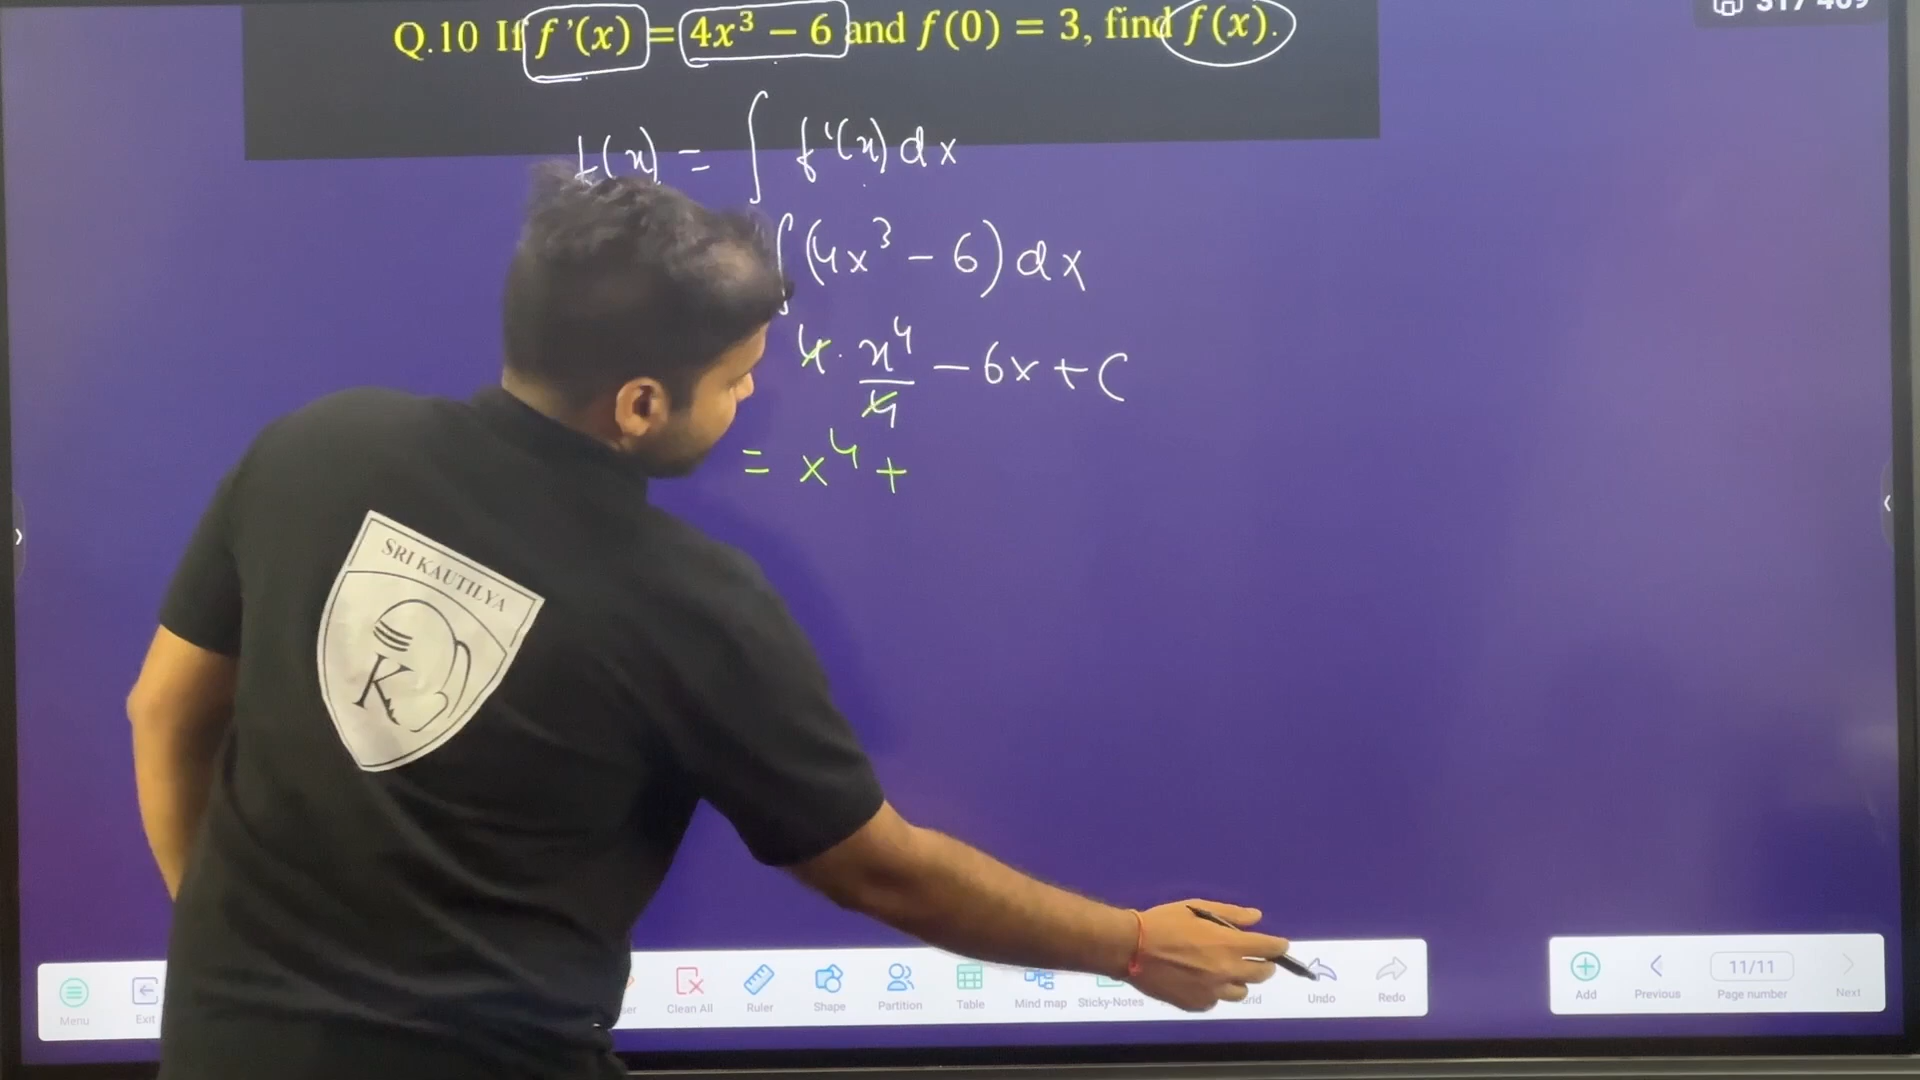 Q.10 If f '(x) = 4x³ − 6 and f(0) = 3, find f(x).
f(x) = ∫ f'(x) dx
∫ (4x³ − 6) dx
4 · x⁴/4 − 6x + C
= x⁴ +
SRI KAUTILYA
K
Menu
Exit
Clean All
Ruler
Shape
Partition
Table
Mind map
Sticky-Notes
Undo
Redo
Add
Previous
11/11
Page number
Next